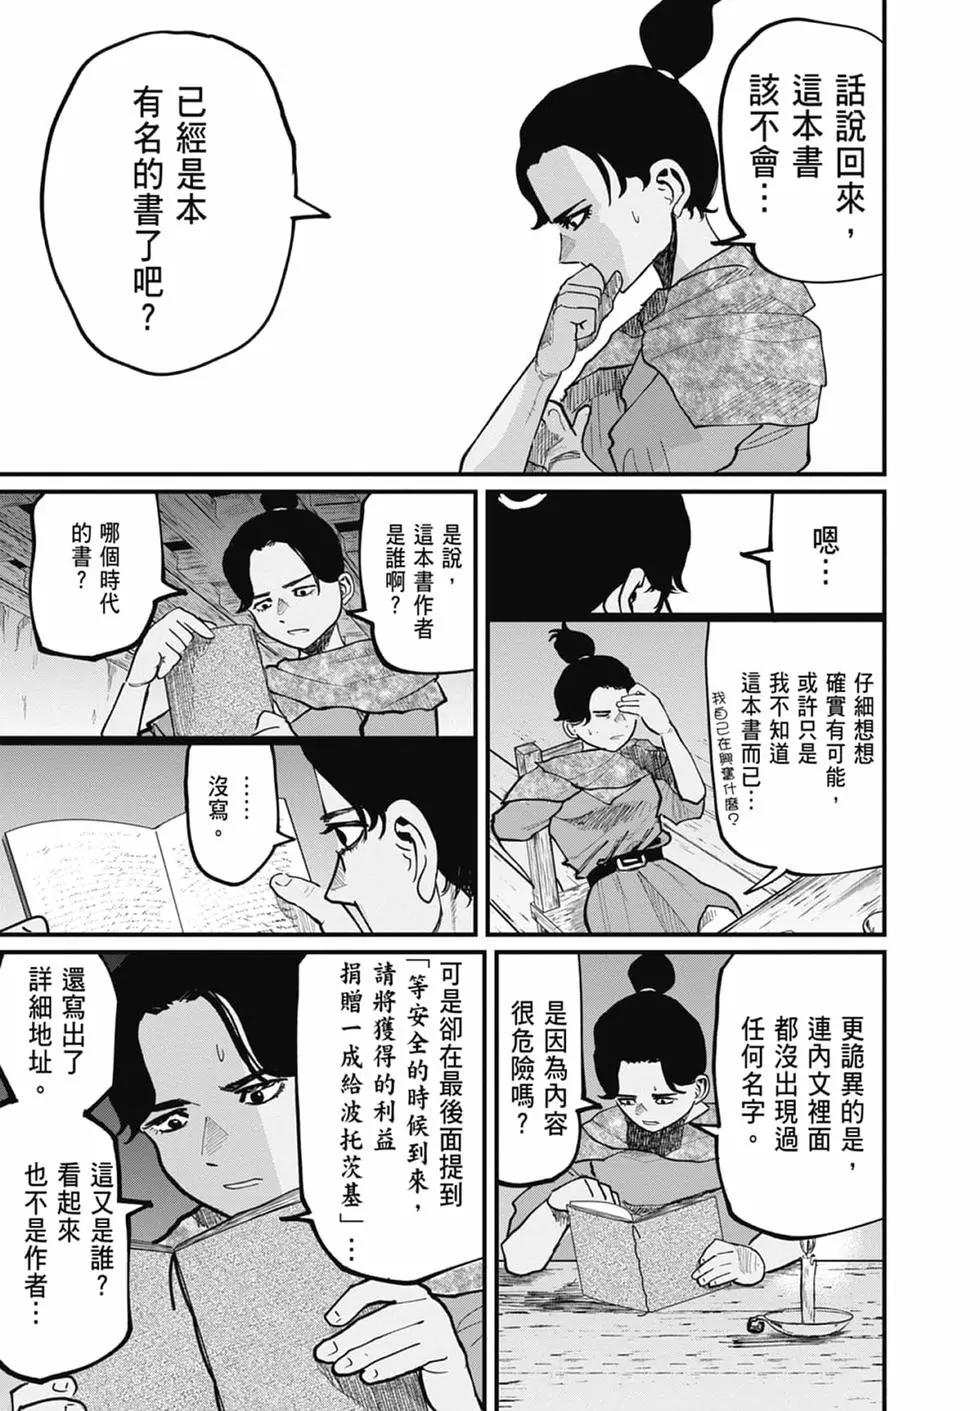 話說回來，
這本書
該不會…
已經是本
有名的書了吧？
嗯…
仔細想想
確實有可能，
或許只是
我不知道
這本書而已…
我自己在興奮什麼？
是說，
這本書作者
是誰啊？
哪個時代
的書？
……
沒寫。
更詭異的是，
連內文裡面
都沒出現過
任何名字。
是因為內容
很危險嗎？
可是卻在最後面提到
「等安全的時候到來，
請將獲得的利益
捐贈一成給波托茨基」…
還寫出了
詳細地址。
這又是誰？
看起來
也不是作者…